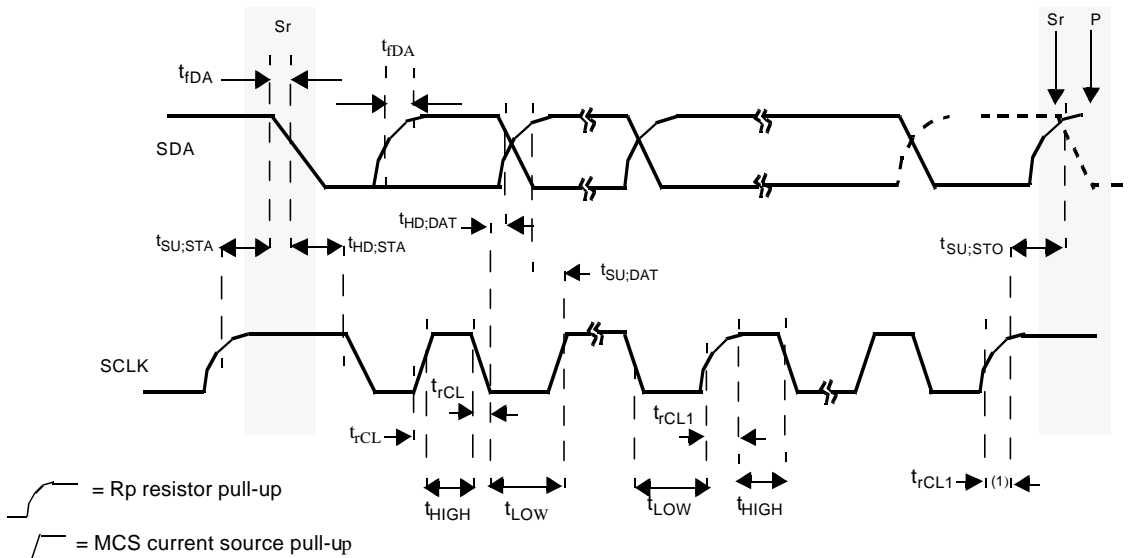 Sr
Sr P
tfDA
tfDA
SDA
tHD;DAT
tSU;STA
tHD;STA
tSU;STO
tSU;DAT
SCLK
trCL
trCL1
trCL
trCL1 (1)
= Rp resistor pull-up
tHIGH
tLOW
tLOW
tHIGH
= MCS current source pull-up